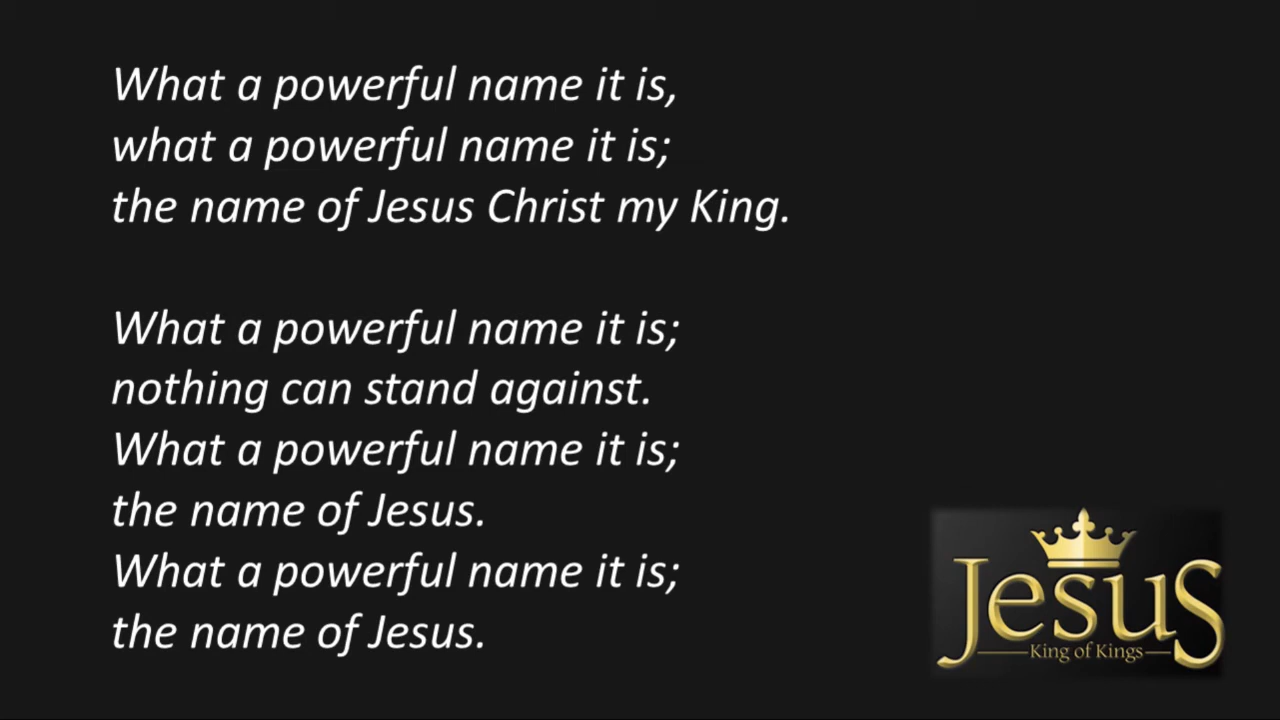 What a powerful name it is,
what a powerful name it is;
the name of Jesus Christ my King.
What a powerful name it is;
nothing can stand against.
What a powerful name it is;
the name of Jesus.
What a powerful name it is;
the name of Jesus.
Jesus
King of Kings